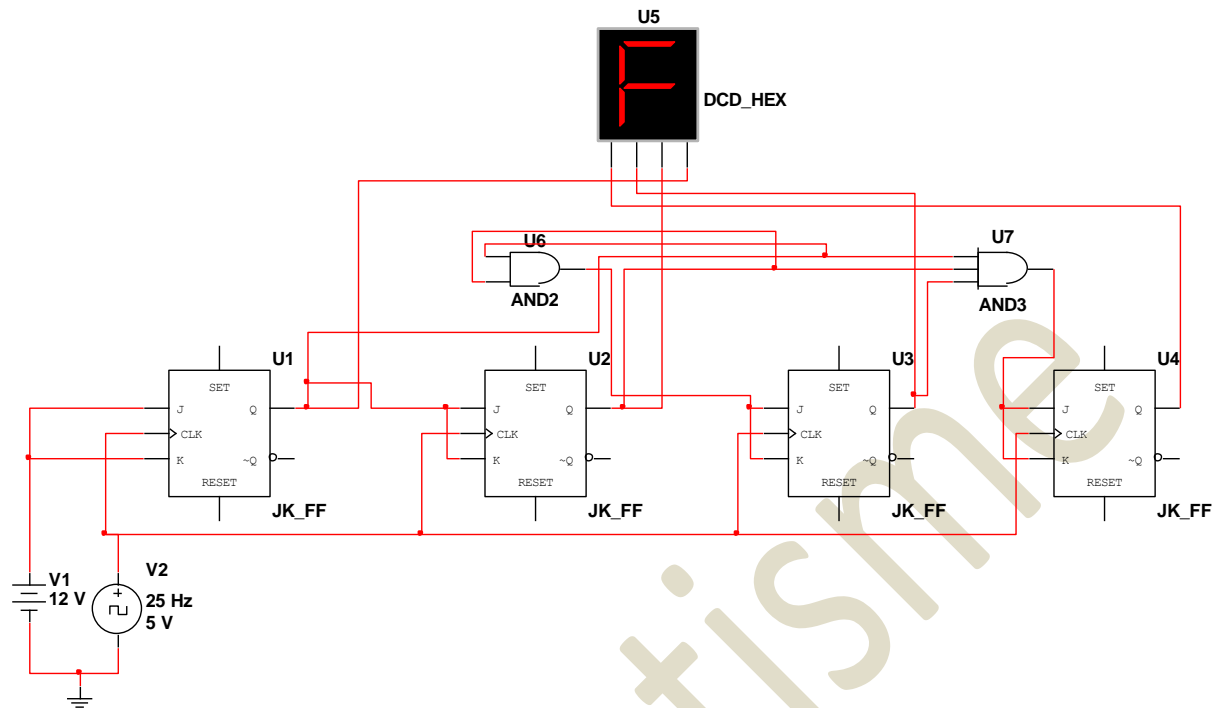 U5
F
DCD_HEX
U6
AND2
U7
AND3
U1
SET
J
Q
CLK
K
~Q
RESET
JK_FF
U2
SET
J
Q
CLK
K
~Q
RESET
JK_FF
U3
SET
J
Q
CLK
K
~Q
RESET
JK_FF
U4
SET
J
Q
CLK
K
~Q
RESET
JK_FF
V1
12 V
V2
25 Hz
5 V
tisme